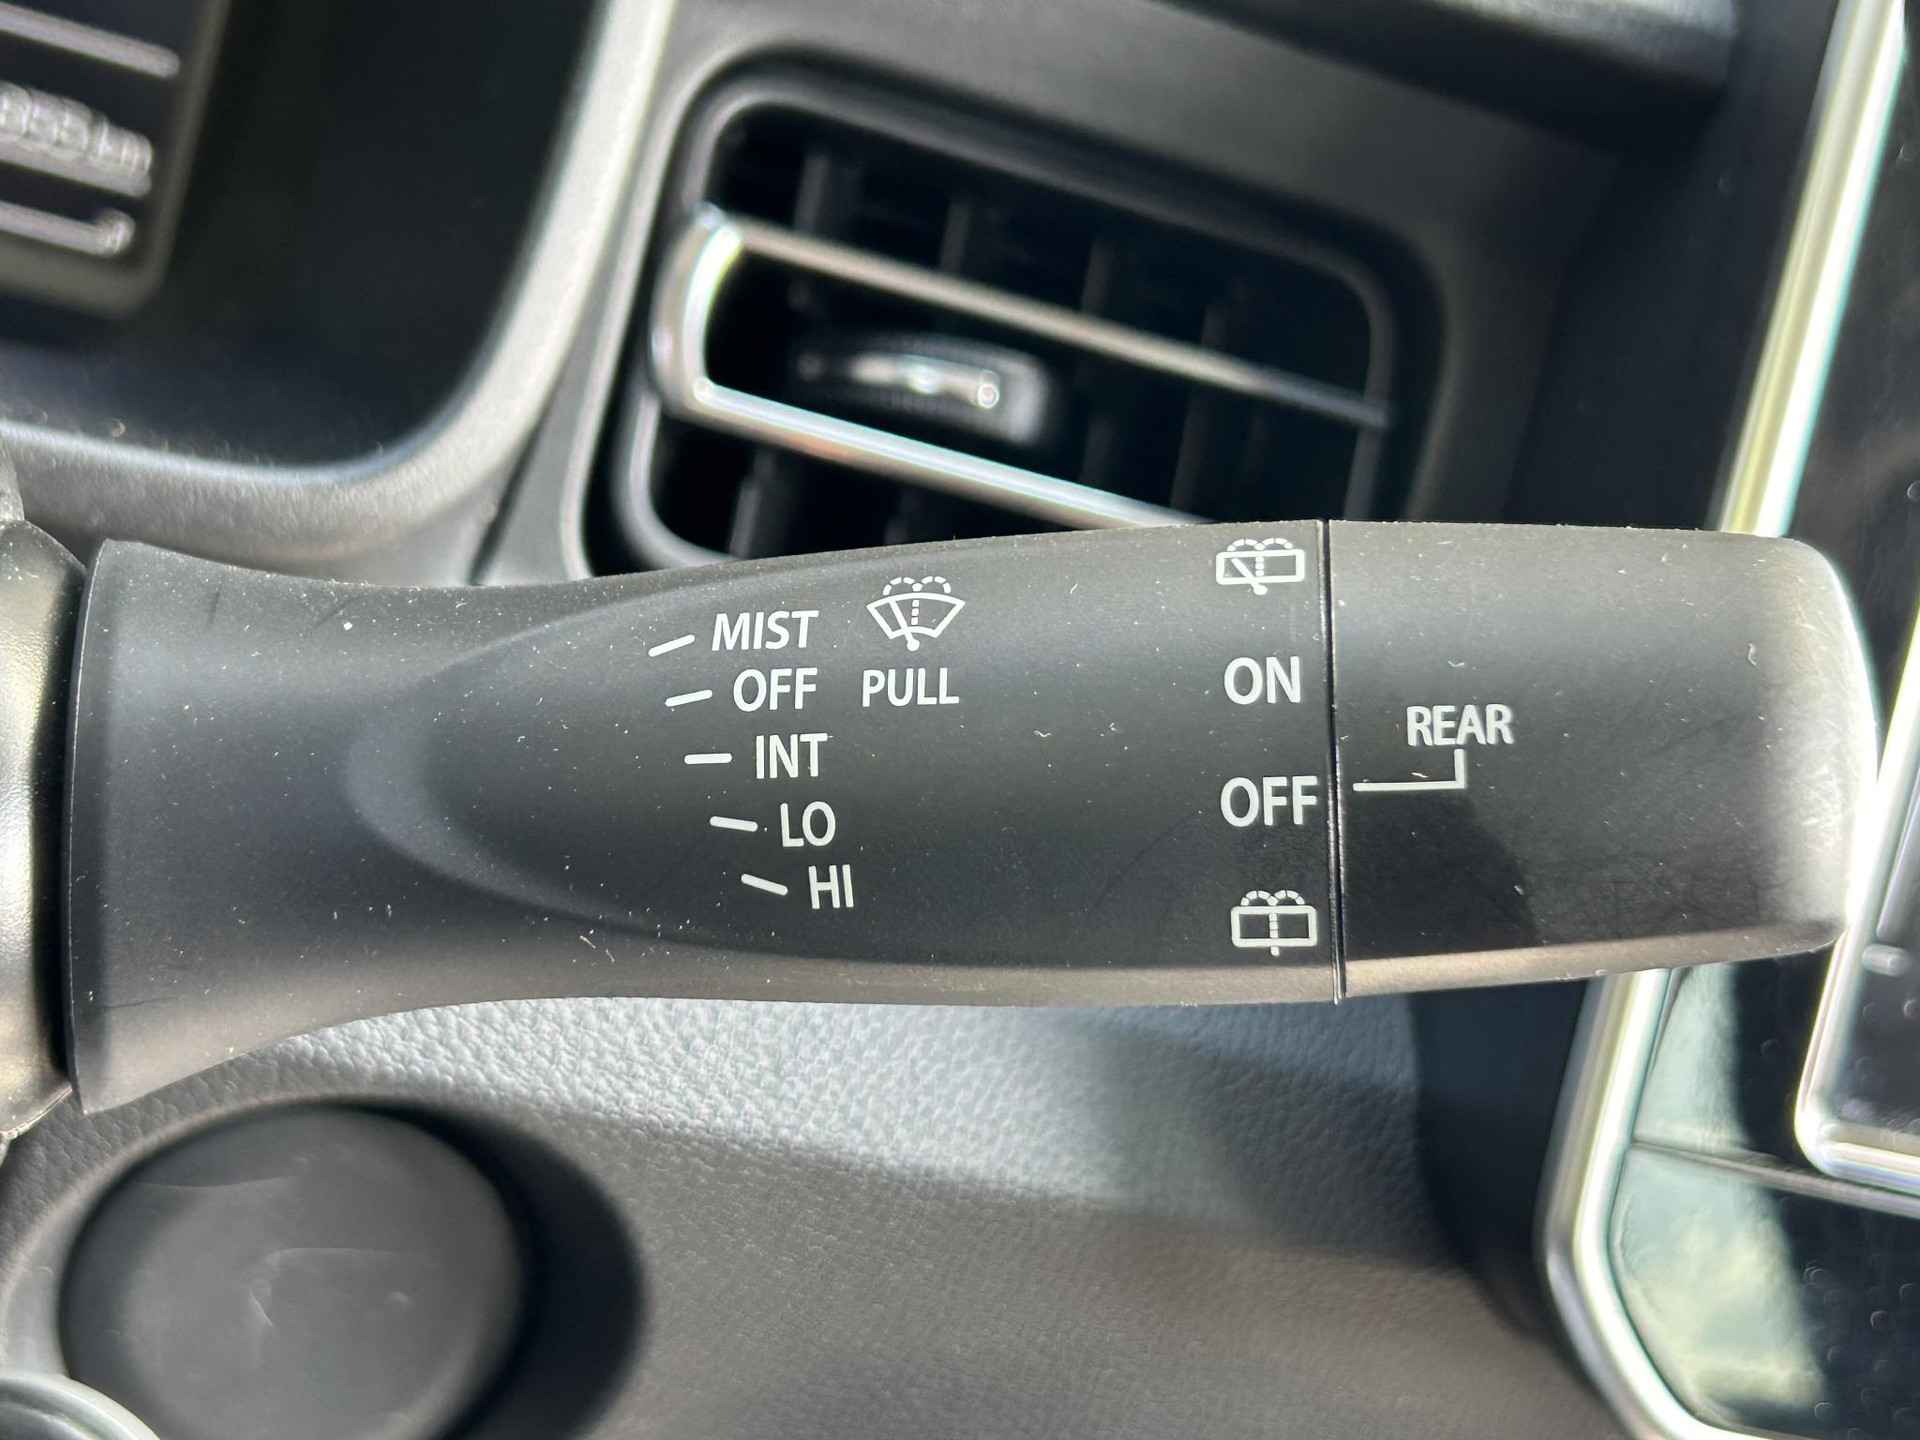 MIST
OFF PULL
INT
LO
HI
ON
OFF
REAR